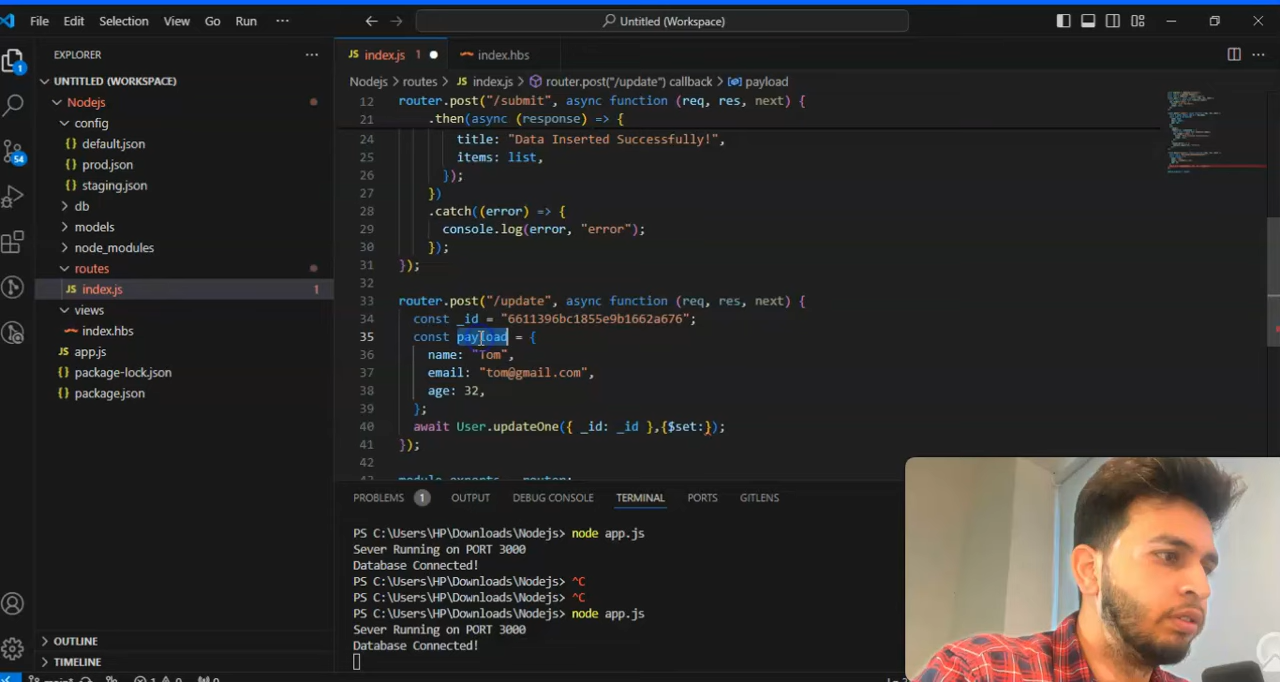 File Edit Selection View Go Run ··· Untitled (Workspace)
EXPLORER ···
UNTITLED (WORKSPACE)
Nodejs
config
default.json
prod.json
staging.json
db
models
node_modules
routes
JS index.js 1
views
index.hbs
JS app.js
package-lock.json
package.json
OUTLINE
TIMELINE
1
54
JS index.js 1 index.hbs
Nodejs > routes > JS index.js > router.post("/update") callback > payload
12 router.post("/submit", async function (req, res, next) {
21 .then(async (response) => {
24 title: "Data Inserted Successfully!",
25 items: list,
26 });
27 })
28 .catch((error) => {
29 console.log(error, "error");
30 });
31 });
32
33 router.post("/update", async function (req, res, next) {
34 const _id = "6611396bc1855e9b1662a676";
35 const payload = {
36 name: "Tom",
37 email: "tom@gmail.com",
38 age: 32,
39 };
40 await User.updateOne({ _id: _id },{$set:});
41 });
42
PROBLEMS 1 OUTPUT DEBUG CONSOLE TERMINAL PORTS GITLENS
PS C:\Users\HP\Downloads\Nodejs> node app.js
Sever Running on PORT 3000
Database Connected!
PS C:\Users\HP\Downloads\Nodejs> ^C
PS C:\Users\HP\Downloads\Nodejs> ^C
PS C:\Users\HP\Downloads\Nodejs> node app.js
Sever Running on PORT 3000
Database Connected!